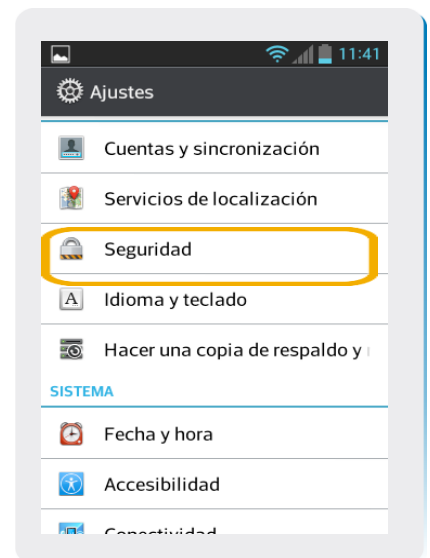 11:41
Ajustes
Cuentas y sincronización
Servicios de localización
Seguridad
A Idioma y teclado
Hacer una copia de respaldo y
SISTEMA
Fecha y hora
Accesibilidad
Conectividad